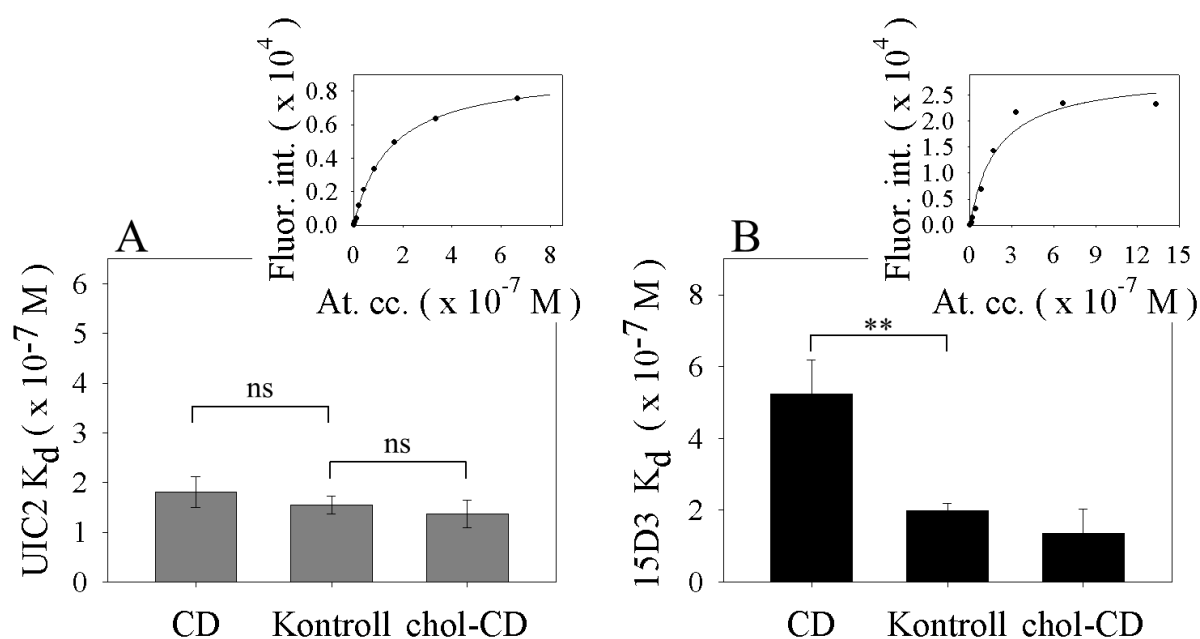 A
UIC2 K_d ( x 10^-7 M )
6
5
4
3
2
1
0
ns
ns
CD Kontroll chol-CD
Fluor. int. ( x 10^4 )
0.8
0.6
0.4
0.2
0.0
0 2 4 6 8
At. cc. ( x 10^-7 M )
B
15D3 K_d ( x 10^-7 M )
8
6
4
2
0
**
CD Kontroll chol-CD
Fluor. int. ( x 10^4 )
2.5
2.0
1.5
1.0
0.5
0.0
0 3 6 9 12 15
At. cc. ( x 10^-7 M )